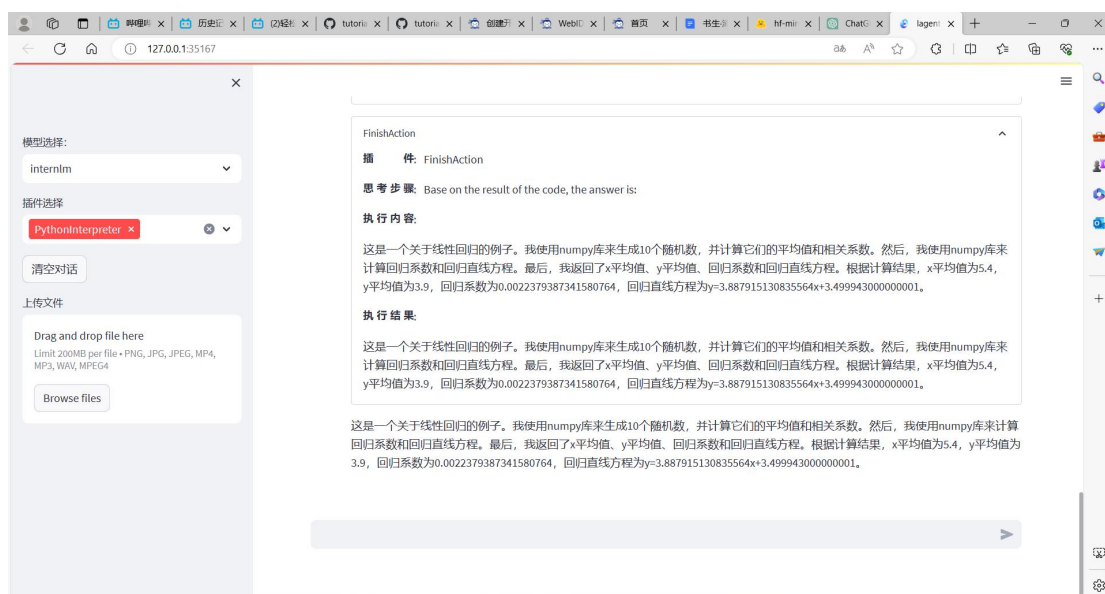 哔哩哔
历史记
(2)轻松
tutoria
tutoria
创建开
WebID
首页
书生·
hf-mir
ChatG
lagent
127.0.0.1:35167
模型选择:
internlm
插件选择
PythonInterpreter
清空对话
上传文件
Drag and drop file here
Limit 200MB per file • PNG, JPG, JPEG, MP4,
MP3, WAV, MPEG4
Browse files
FinishAction
插 件: FinishAction
思 考 步 骤: Base on the result of the code, the answer is:
执 行 内 容:
这是一个关于线性回归的例子。我使用numpy库来生成10个随机数，并计算它们的平均值和相关系数。然后，我使用numpy库来
计算回归系数和回归直线方程。最后，我返回了x平均值、y平均值、回归系数和回归直线方程。根据计算结果，x平均值为5.4，
y平均值为3.9，回归系数为0.0022379387341580764，回归直线方程为y=3.887915130835564x+3.499943000000001。
执 行 结 果:
这是一个关于线性回归的例子。我使用numpy库来生成10个随机数，并计算它们的平均值和相关系数。然后，我使用numpy库来
计算回归系数和回归直线方程。最后，我返回了x平均值、y平均值、回归系数和回归直线方程。根据计算结果，x平均值为5.4，
y平均值为3.9，回归系数为0.0022379387341580764，回归直线方程为y=3.887915130835564x+3.499943000000001。
这是一个关于线性回归的例子。我使用numpy库来生成10个随机数，并计算它们的平均值和相关系数。然后，我使用numpy库来计算
回归系数和回归直线方程。最后，我返回了x平均值、y平均值、回归系数和回归直线方程。根据计算结果，x平均值为5.4，y平均值为
3.9，回归系数为0.0022379387341580764，回归直线方程为y=3.887915130835564x+3.499943000000001。